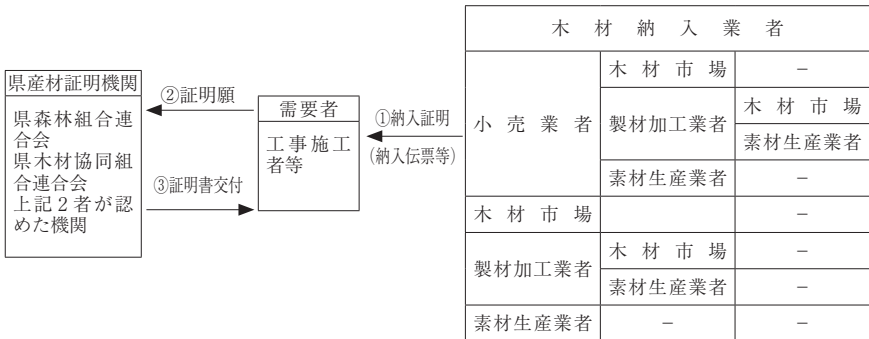 県産材証明機関
県森林組合連
合会
県木材協同組
合連合会
上記2者が認
めた機関
②証明願
③証明書交付
需要者
工事施工
者等
①納入証明
(納入伝票等)
木材納入業者
小売業者 木材市場 −
製材加工業者 木材市場
素材生産業者
素材生産業者 −
木材市場 −
製材加工業者 木材市場 −
素材生産業者 −
素材生産業者 − −